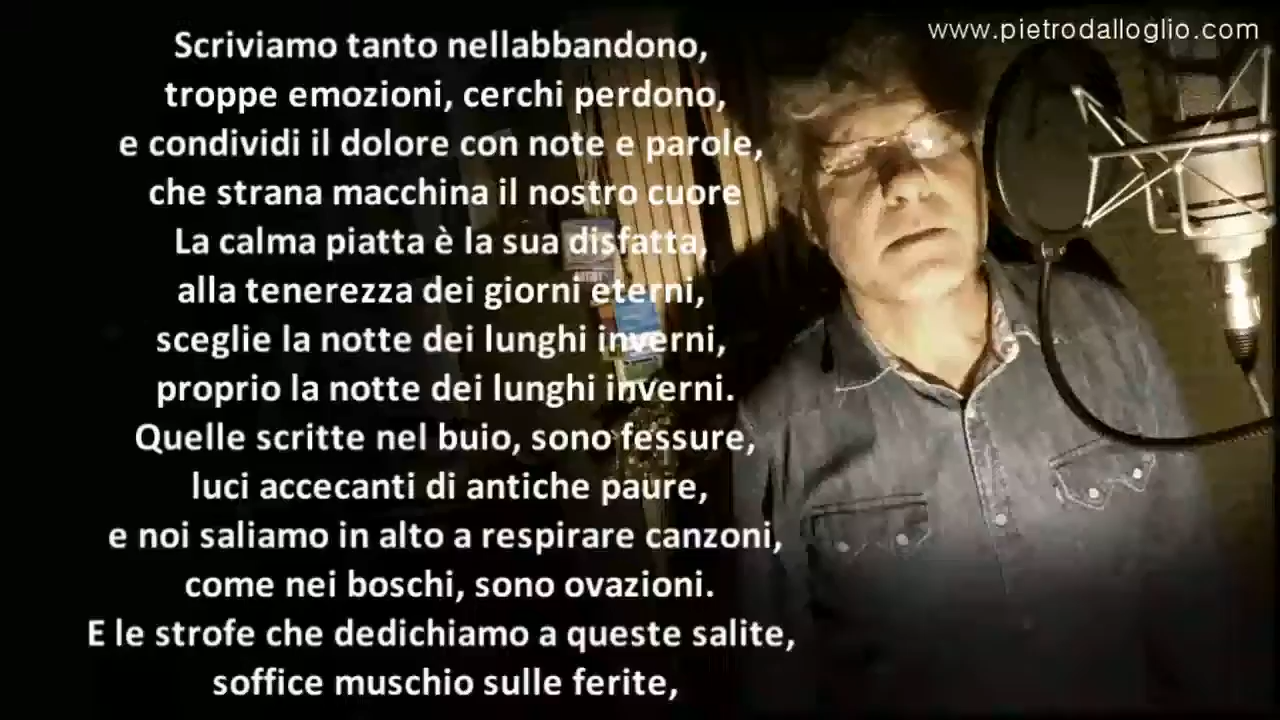 www.pietrodalloglio.com
Scriviamo tanto nellabbandono,
troppe emozioni, cerchi perdono,
e condividi il dolore con note e parole,
che strana macchina il nostro cuore
La calma piatta è la sua disfatta,
alla tenerezza dei giorni eterni,
sceglie la notte dei lunghi inverni,
proprio la notte dei lunghi inverni.
Quelle scritte nel buio, sono fessure,
luci accecanti di antiche paure,
e noi saliamo in alto a respirare canzoni,
come nei boschi, sono ovazioni.
E le strofe che dedichiamo a queste salite,
soffice muschio sulle ferite,